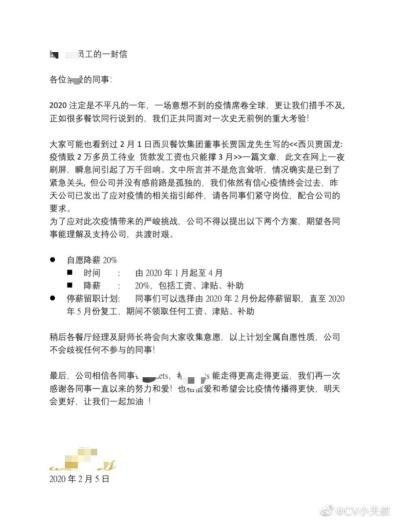 员工的一封信
各位 的同事:
2020 注定是不平凡的一年,一场意想不到的疫情席卷全球,更让我们措手不及,
正如很多餐饮同行说到的,我们正共同面对一次史无前例的重大考验!
大家可能也看到过 2 月 1 日西贝餐饮集团董事长贾国龙先生写的<<西贝贾国龙:
疫情致 2 万多员工待业 货款发工资也只能撑 3 月>>一篇文章,此文在网上一夜
刷屏,瞬间引起了万千回响。文中所言并不是危言耸听,情况确实是已到了
紧急关头,但公司并没有感前路是孤独的,我们依然有信心疫情终会过去,昨
天公司已发出了应对疫情的相关指引邮件,请各同事们紧守岗位,配合公司的
要求。
为了应对此次疫情带来的严峻挑战,公司不得以提出以下两个方案,期望各同
事能理解及支持公司,共渡时艰。
● 自愿降薪 20%
■ 时间 : 由 2020 年 1 月起至 4 月
■ 降薪 : 20%,包括工资、津贴、补助
● 停薪留职计划: 同事们可以选择由 2020 年 2 月份起停薪留职,直至 2020
年 5 月份复工,期间不领取任何工资、津贴、补助
稍后各餐厅经理及厨师长将会向大家收集意愿,以上计划全属自愿性质,公司
不会歧视任何不参与的同事!
最后,公司相信各同事 ets, 能走得更高走得更运,我们再一次
感谢各同事一直以来的努力和爱!也 爱和希望会比疫情传播得更快,明天
会更好,让我们一起加油 !
2020 年 2 月 5 日
@CV小天使